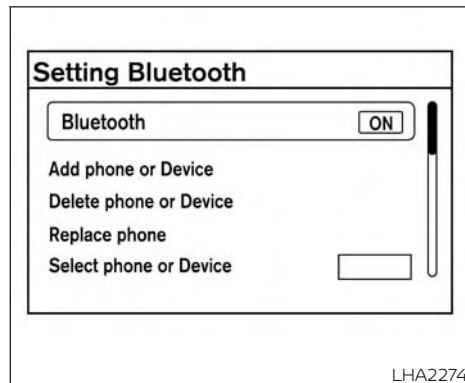 Setting Bluetooth
Bluetooth ON
Add phone or Device
Delete phone or Device
Replace phone
Select phone or Device
LHA2274